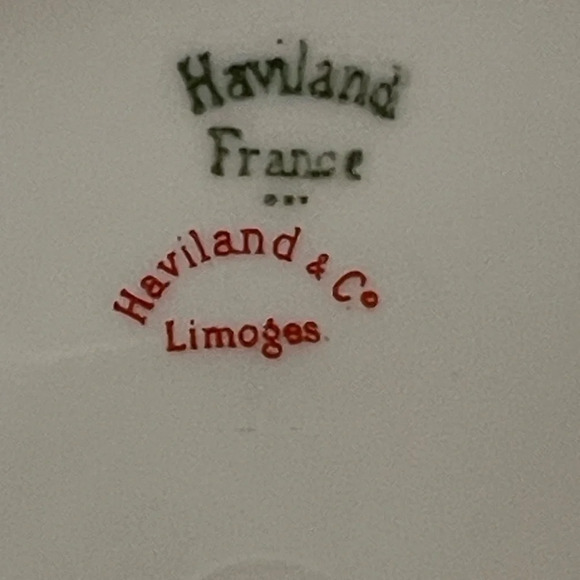 Haviland
France
Haviland & Co
Limoges.